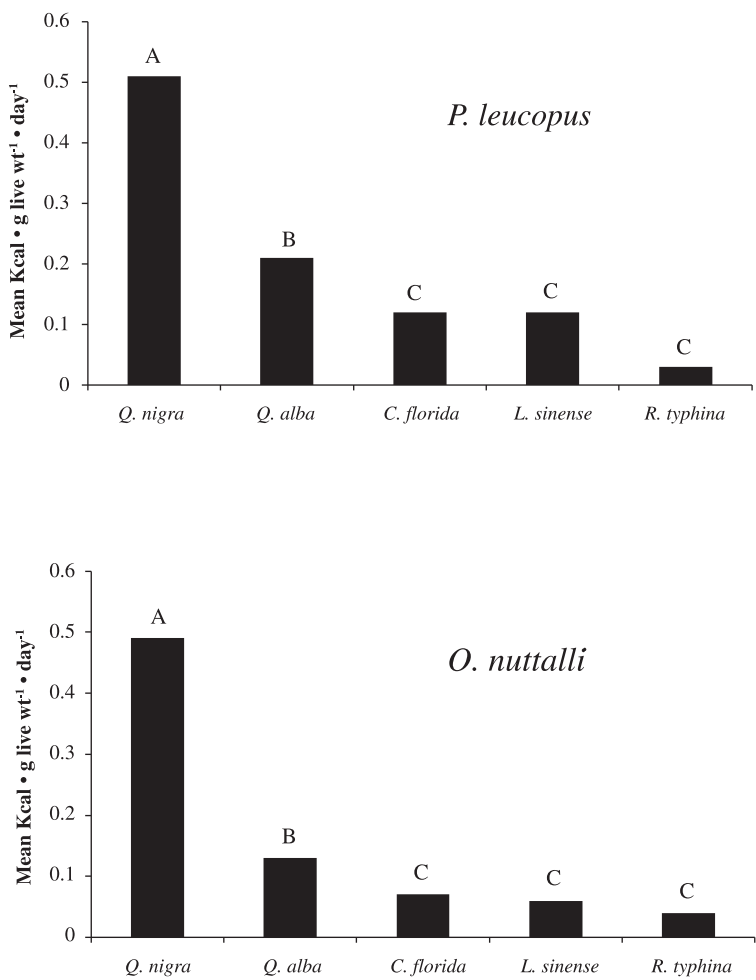 0.6
A
0.5
P. leucopus
0.4
0.3
B
0.2
C
C
0.1
C
0
Mean Kcal • g live wt⁻¹ • day⁻¹
Q. nigra
Q. alba
C. florida
L. sinense
R. typhina
0.6
A
0.5
O. nuttalli
0.4
0.3
0.2
B
C
C
C
0.1
0
Mean Kcal • g live wt⁻¹ • day⁻¹
Q. nigra
Q. alba
C. florida
L. sinense
R. typhina